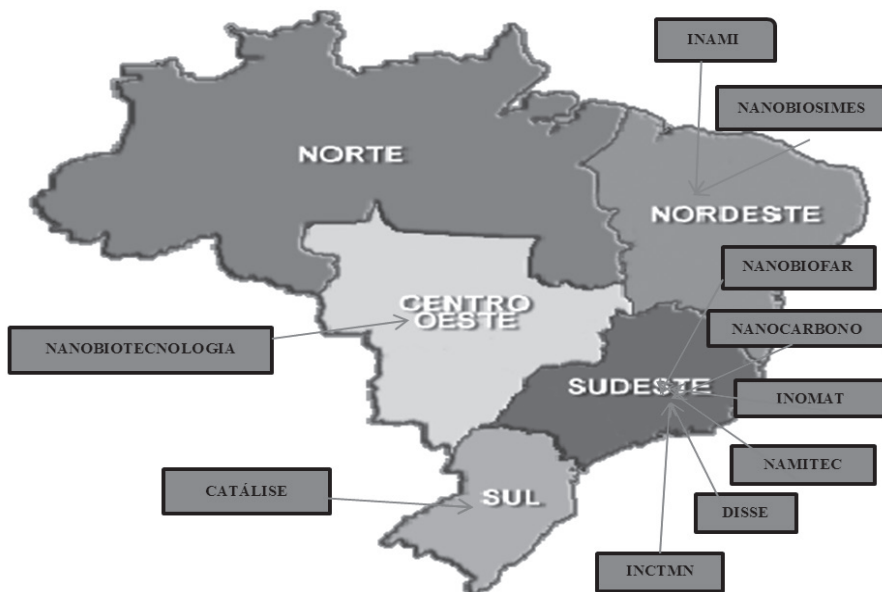 INAMI
NANOBIOSIMES
NORTE
NORDESTE
NANOBIOFAR
CENTRO
OESTE
NANOCARBONO
NANOBIOTECNOLOGIA
SUDESTE
INOMAT
NAMITEC
CATÁLISE
SUL
DISSE
INCTMN